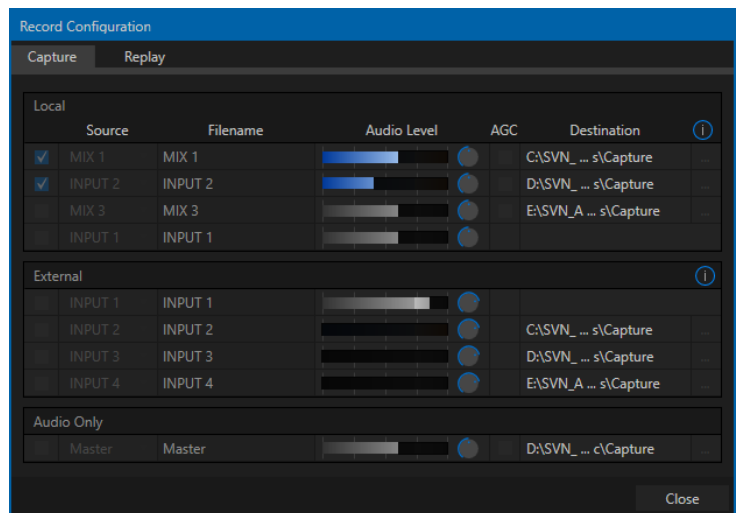 Record Configuration
Capture Replay
Local
Source Filename Audio Level AGC Destination i
MIX 1 MIX 1 C:\SVN_ ... s\Capture ...
INPUT 2 INPUT 2 D:\SVN_ ... s\Capture ...
MIX 3 MIX 3 E:\SVN_A ... s\Capture ...
INPUT 1 INPUT 1
External i
INPUT 1 INPUT 1
INPUT 2 INPUT 2 C:\SVN_ ... s\Capture ...
INPUT 3 INPUT 3 D:\SVN_ ... s\Capture ...
INPUT 4 INPUT 4 E:\SVN_A ... s\Capture ...
Audio Only
Master Master D:\SVN_ ... c\Capture ...
Close